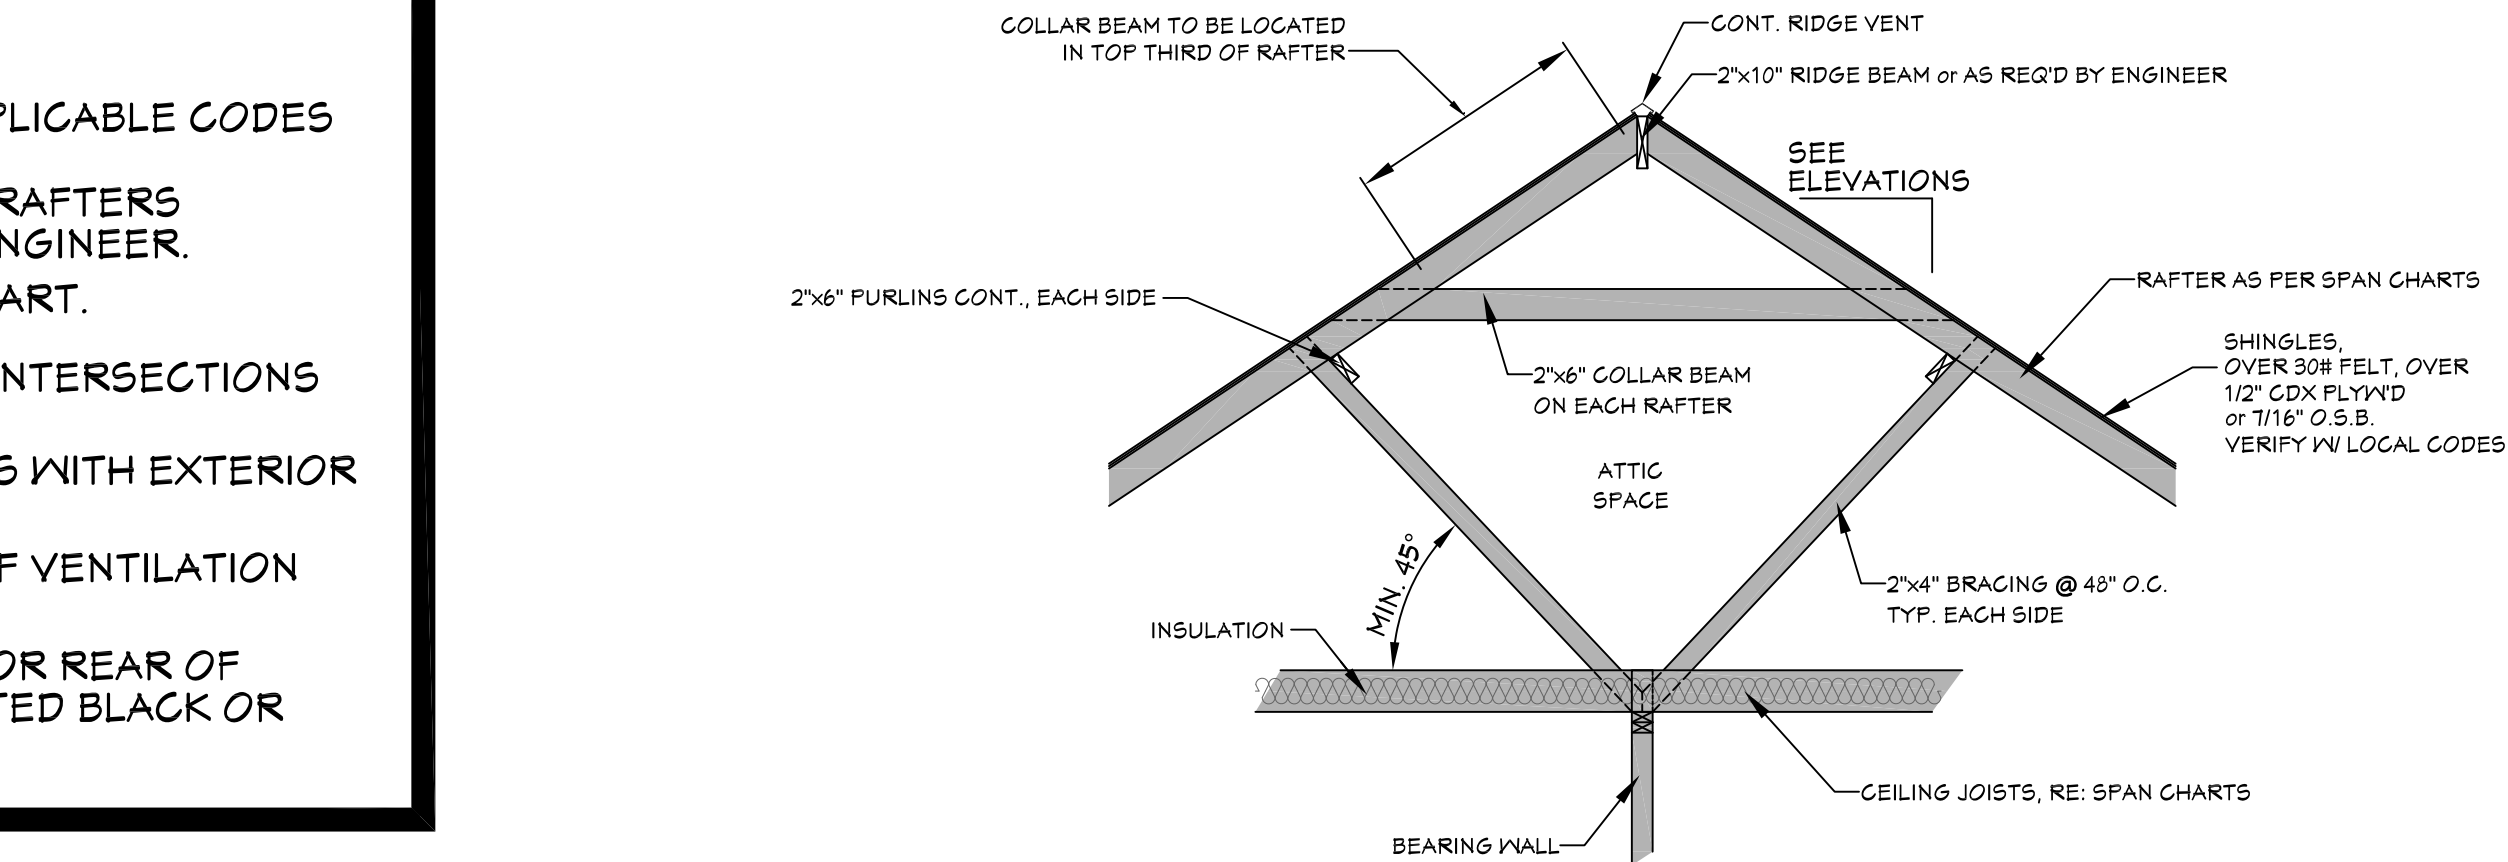 PLICABLE CODES
RAFTERS
NGINEER.
ART.
NTERSECTIONS
S WITH EXTERIOR
F VENTILATION
OR REAR OF
TED BLACK OR
COLLAR BEAM TO BE LOCATED
IN TOP THIRD OF RAFTER
CONT. RIDGE VENT
2"x10" RIDGE BEAM or AS REQ'D BY ENGINEER
SEE
ELEVATIONS
2"x6" PURLINS CONT., EACH SIDE
RAFTER AS PER SPAN CHARTS
SHINGLES,
OVER 30# FELT, OVER
1/2" CDX PLYW'D
or 7/16" O.S.B.
VERIFY W/ LOCAL CODES
2"x6" COLLAR BEAM
ON EACH RAFTER
ATTIC
SPACE
MIN. 45°
2"x4" BRACING @ 48" O.C.
TYP. EACH SIDE
INSULATION
CEILING JOISTS, RE: SPAN CHARTS
BEARING WALL